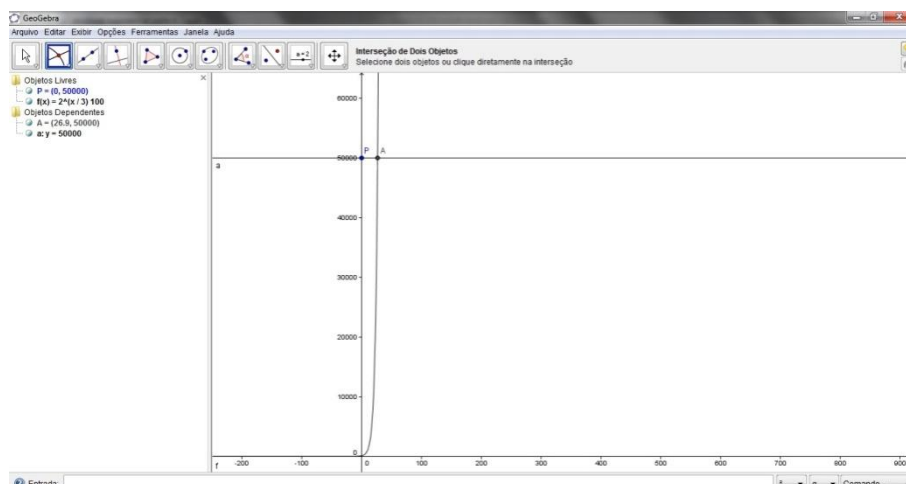 GeoGebra
Arquivo Editar Exibir Opções Ferramentas Janela Ajuda
a=2
Interseção de Dois Objetos
Selecione dois objetos ou clique diretamente na interseção
Objetos Livres
P = (0, 50000)
f(x) = 2^(x / 3) 100
Objetos Dependentes
A = (26.9, 50000)
a: y = 50000
60000
P A
50000
a
40000
30000
20000
10000
0
f -200 -100 0 100 200 300 400 500 600 700 800 900
Entrada:
Comando